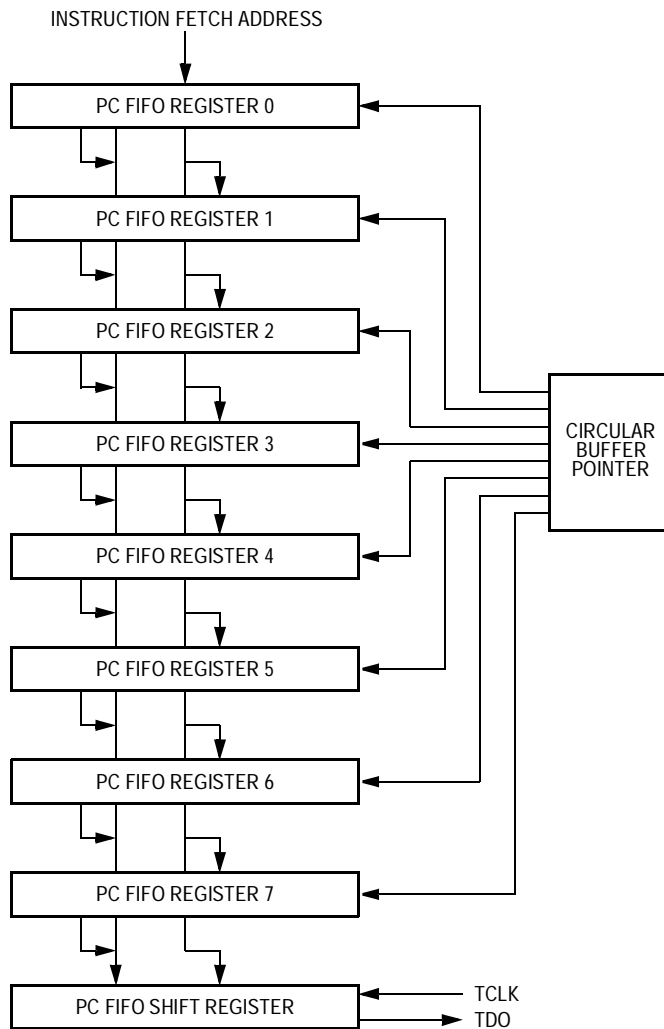 INSTRUCTION FETCH ADDRESS
PC FIFO REGISTER 0
PC FIFO REGISTER 1
PC FIFO REGISTER 2
PC FIFO REGISTER 3
CIRCULAR
BUFFER
POINTER
PC FIFO REGISTER 4
PC FIFO REGISTER 5
PC FIFO REGISTER 6
PC FIFO REGISTER 7
PC FIFO SHIFT REGISTER
TCLK
TDO